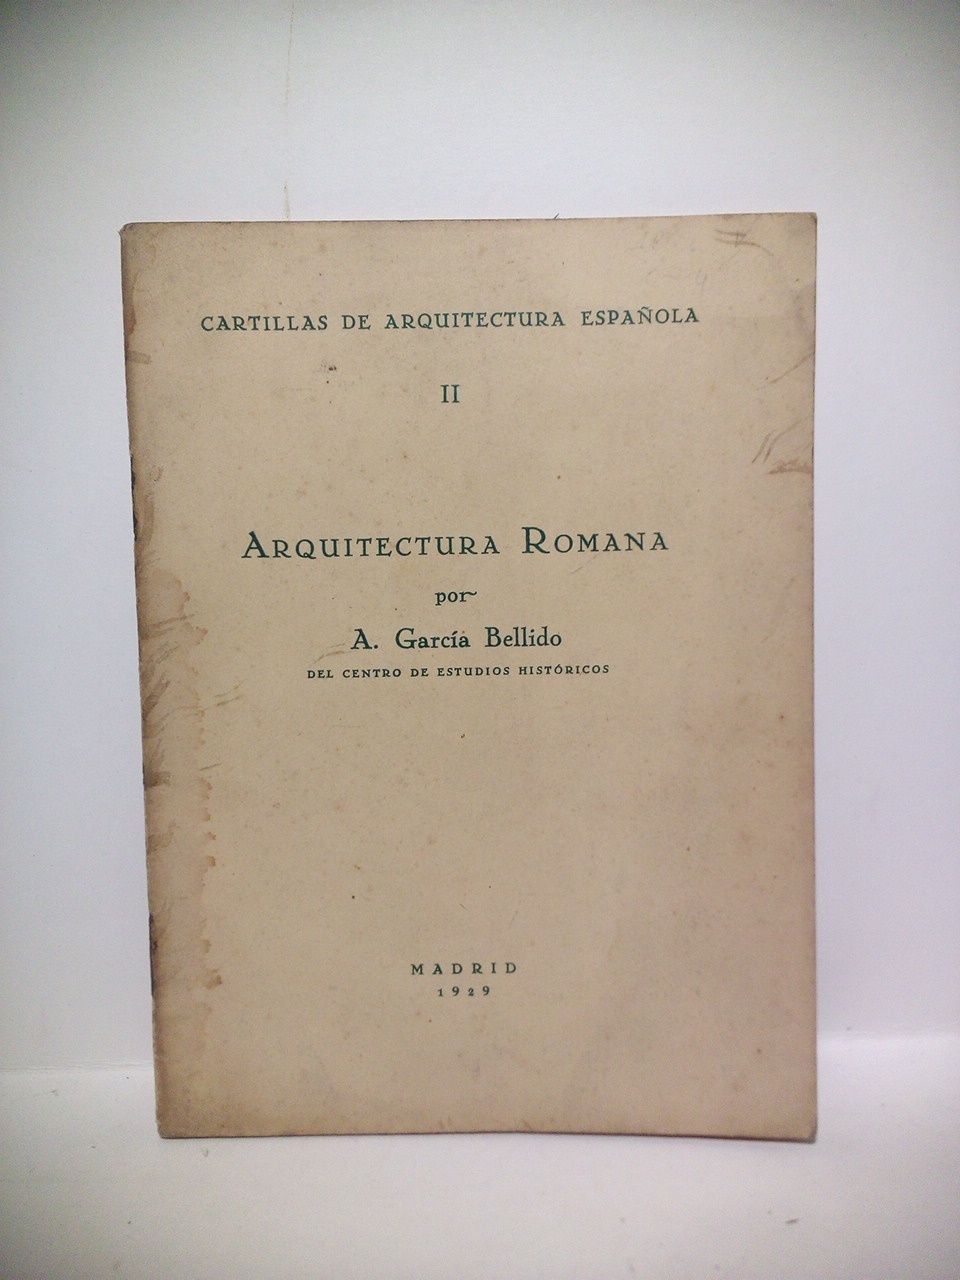 CARTILLAS DE ARQUITECTURA ESPAÑOLA
II
ARQUITECTURA ROMANA
por
A. García Bellido
DEL CENTRO DE ESTUDIOS HISTÓRICOS
MADRID
1929